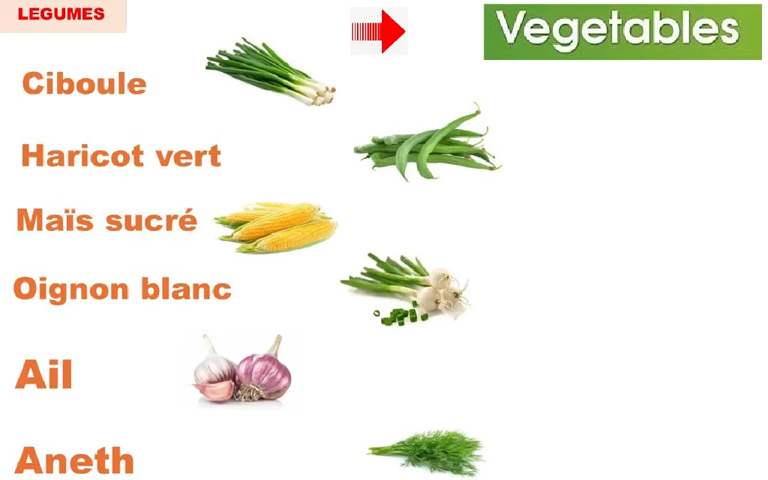 LEGUMES
Vegetables
Ciboule
Haricot vert
Maïs sucré
Oignon blanc
Ail
Aneth